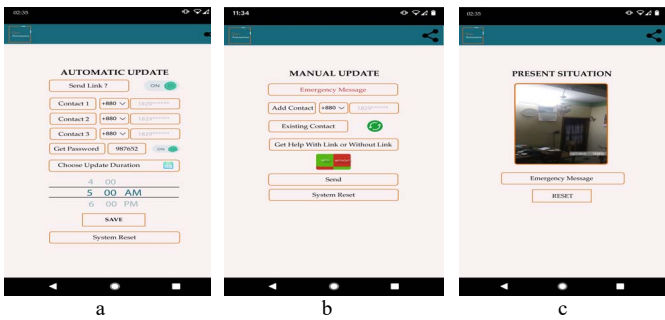 02:35
AUTOMATIC UPDATE
Send Link ? ON
Contact 1 +880
Contact 2 +880
Contact 3 +880
Get Password 987652 ON
Choose Update Duration
4 00
5 00 AM
6 00 PM
SAVE
System Reset
a
11:34
MANUAL UPDATE
Emergency Message
Add Contact +880
Existing Contact
Get Help With Link or Without Link
Send
System Reset
b
02:35
PRESENT SITUATION
Emergency Message
RESET
c